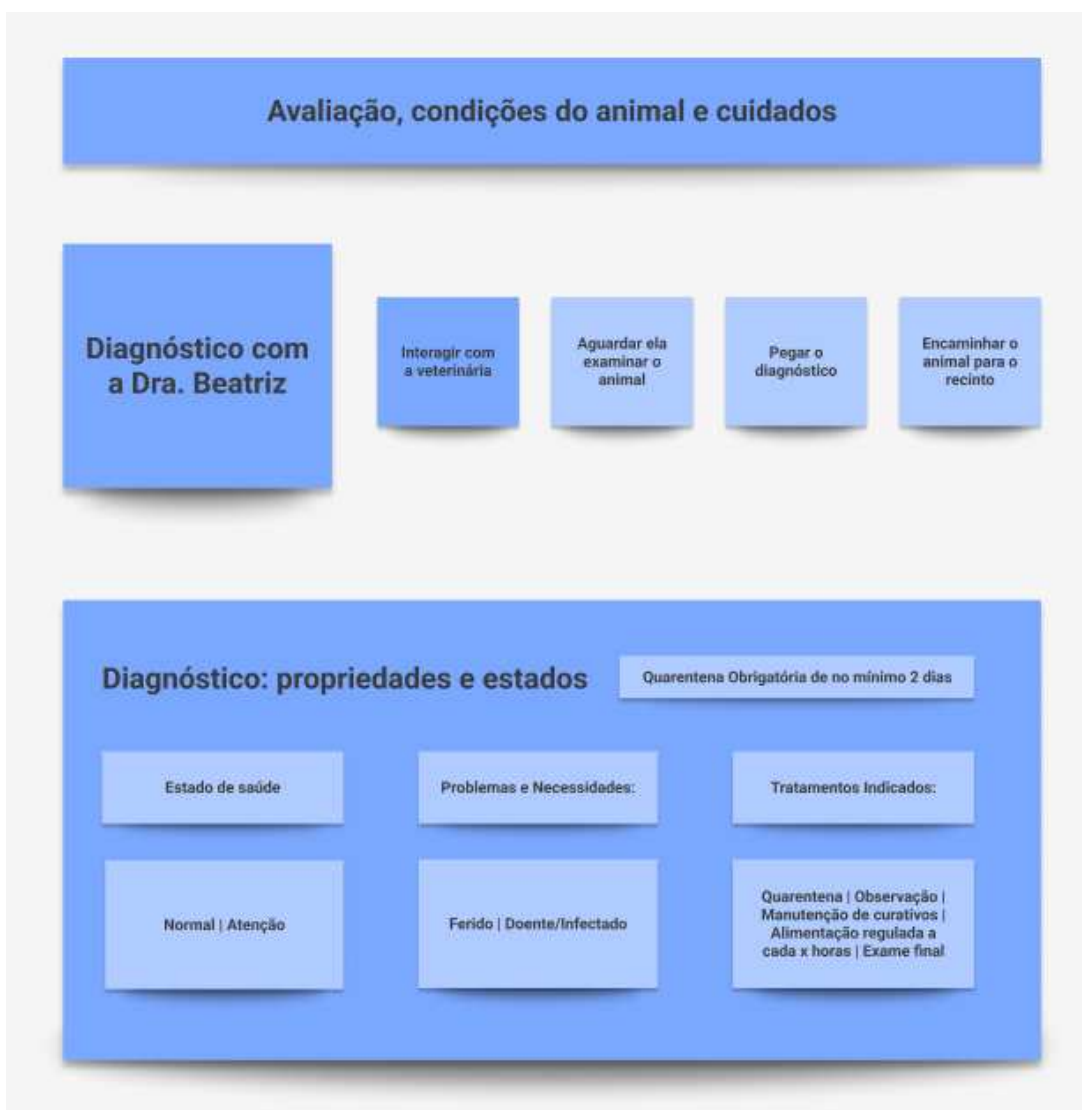 Avaliação, condições do animal e cuidados
Diagnóstico com
a Dra. Beatriz
Interagir com
a veterinária
Aguardar ela
examinar o
animal
Pegar o
diagnóstico
Encaminhar o
animal para o
recinto
Diagnóstico: propriedades e estados
Quarentena Obrigatória de no mínimo 2 dias
Estado de saúde
Problemas e Necessidades:
Tratamentos Indicados:
Normal | Atenção
Ferido | Doente/Infectado
Quarentena | Observação |
Manutenção de curativos |
Alimentação regulada a
cada x horas | Exame final